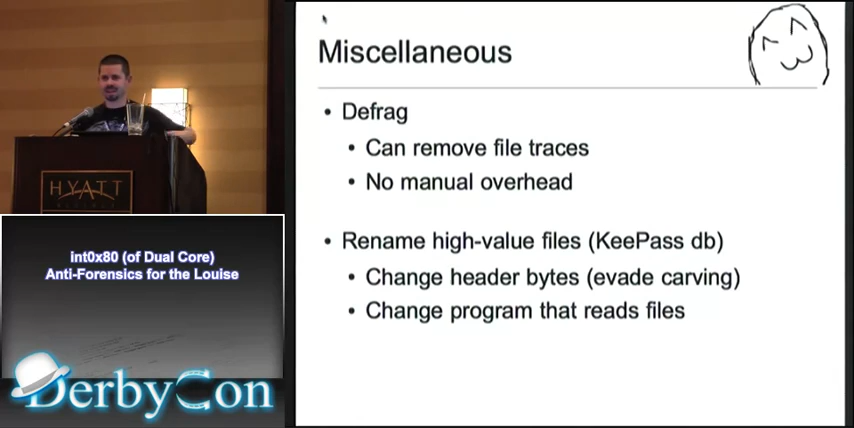 Miscellaneous
• Defrag
• Can remove file traces
• No manual overhead
• Rename high-value files (KeePass db)
• Change header bytes (evade carving)
• Change program that reads files
HYATT
int0x80 (of Dual Core)
Anti-Forensics for the Louise
DerbyCon